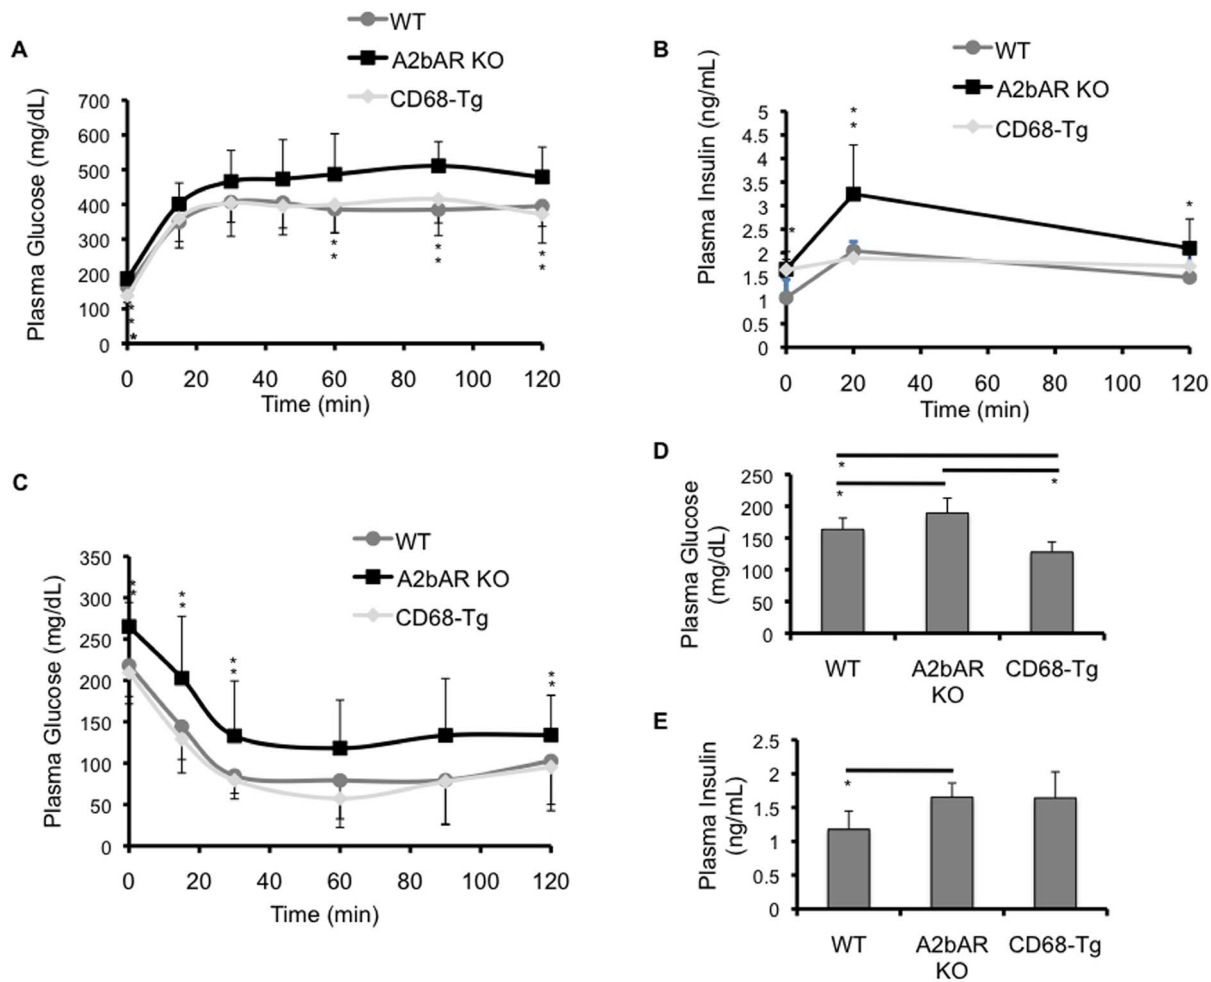 A
WT
A2bAR KO
CD68-Tg
Plasma Glucose (mg/dL)
700
600
500
400
300
200
100
0
* *
* *
* *
* * *
0 20 40 60 80 100 120
Time (min)
B
WT
A2bAR KO
CD68-Tg
Plasma Insulin (ng/mL)
5
4.5
4
3.5
3
2.5
2
1.5
1
0.5
0
* *
*
*
0 20 40 60 80 100 120
Time (min)
C
WT
A2bAR KO
CD68-Tg
Plasma Glucose (mg/dL)
350
300
250
200
150
100
50
0
* *
* *
* *
* *
0 20 40 60 80 100 120
Time (min)
D
Plasma Glucose
(mg/dL)
250
200
150
100
50
0
*
*
*
WT A2bAR CD68-Tg
KO
E
Plasma Insulin
(ng/mL)
2.5
2
1.5
1
0.5
0
*
WT A2bAR CD68-Tg
KO